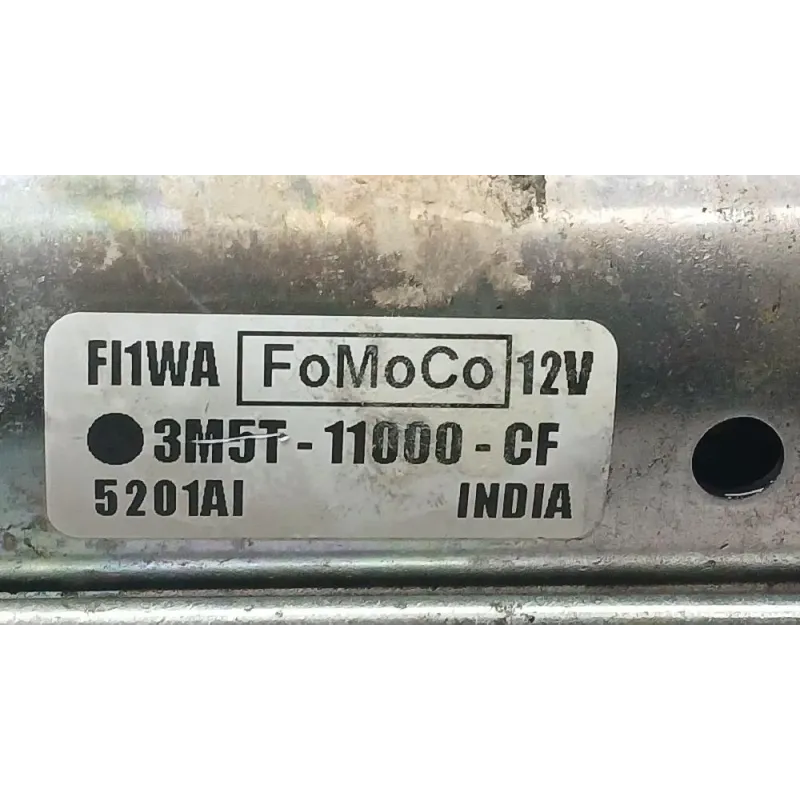 FI1WA FoMoCo 12V
3M5T - 11000 - CF
5201AI INDIA